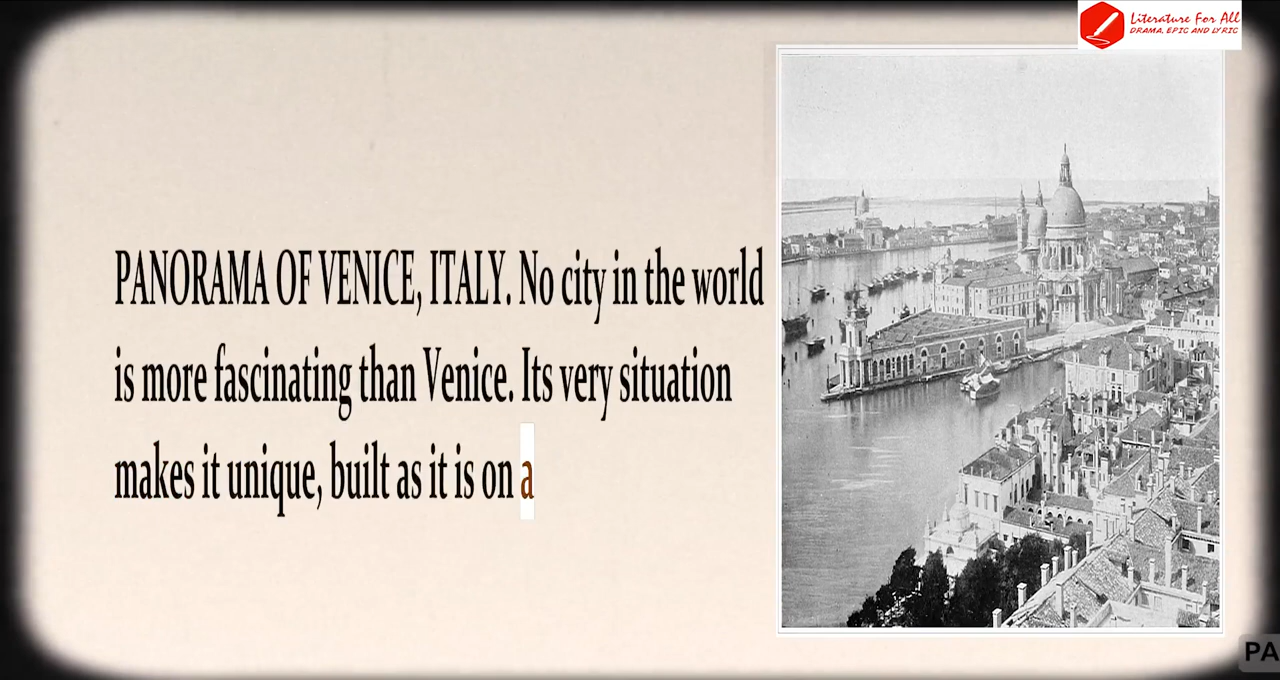 Literature For All
DRAMA, EPIC AND LYRIC
PANORAMA OF VENICE, ITALY. No city in the world
is more fascinating than Venice. Its very situation
makes it unique, built as it is on a
PA